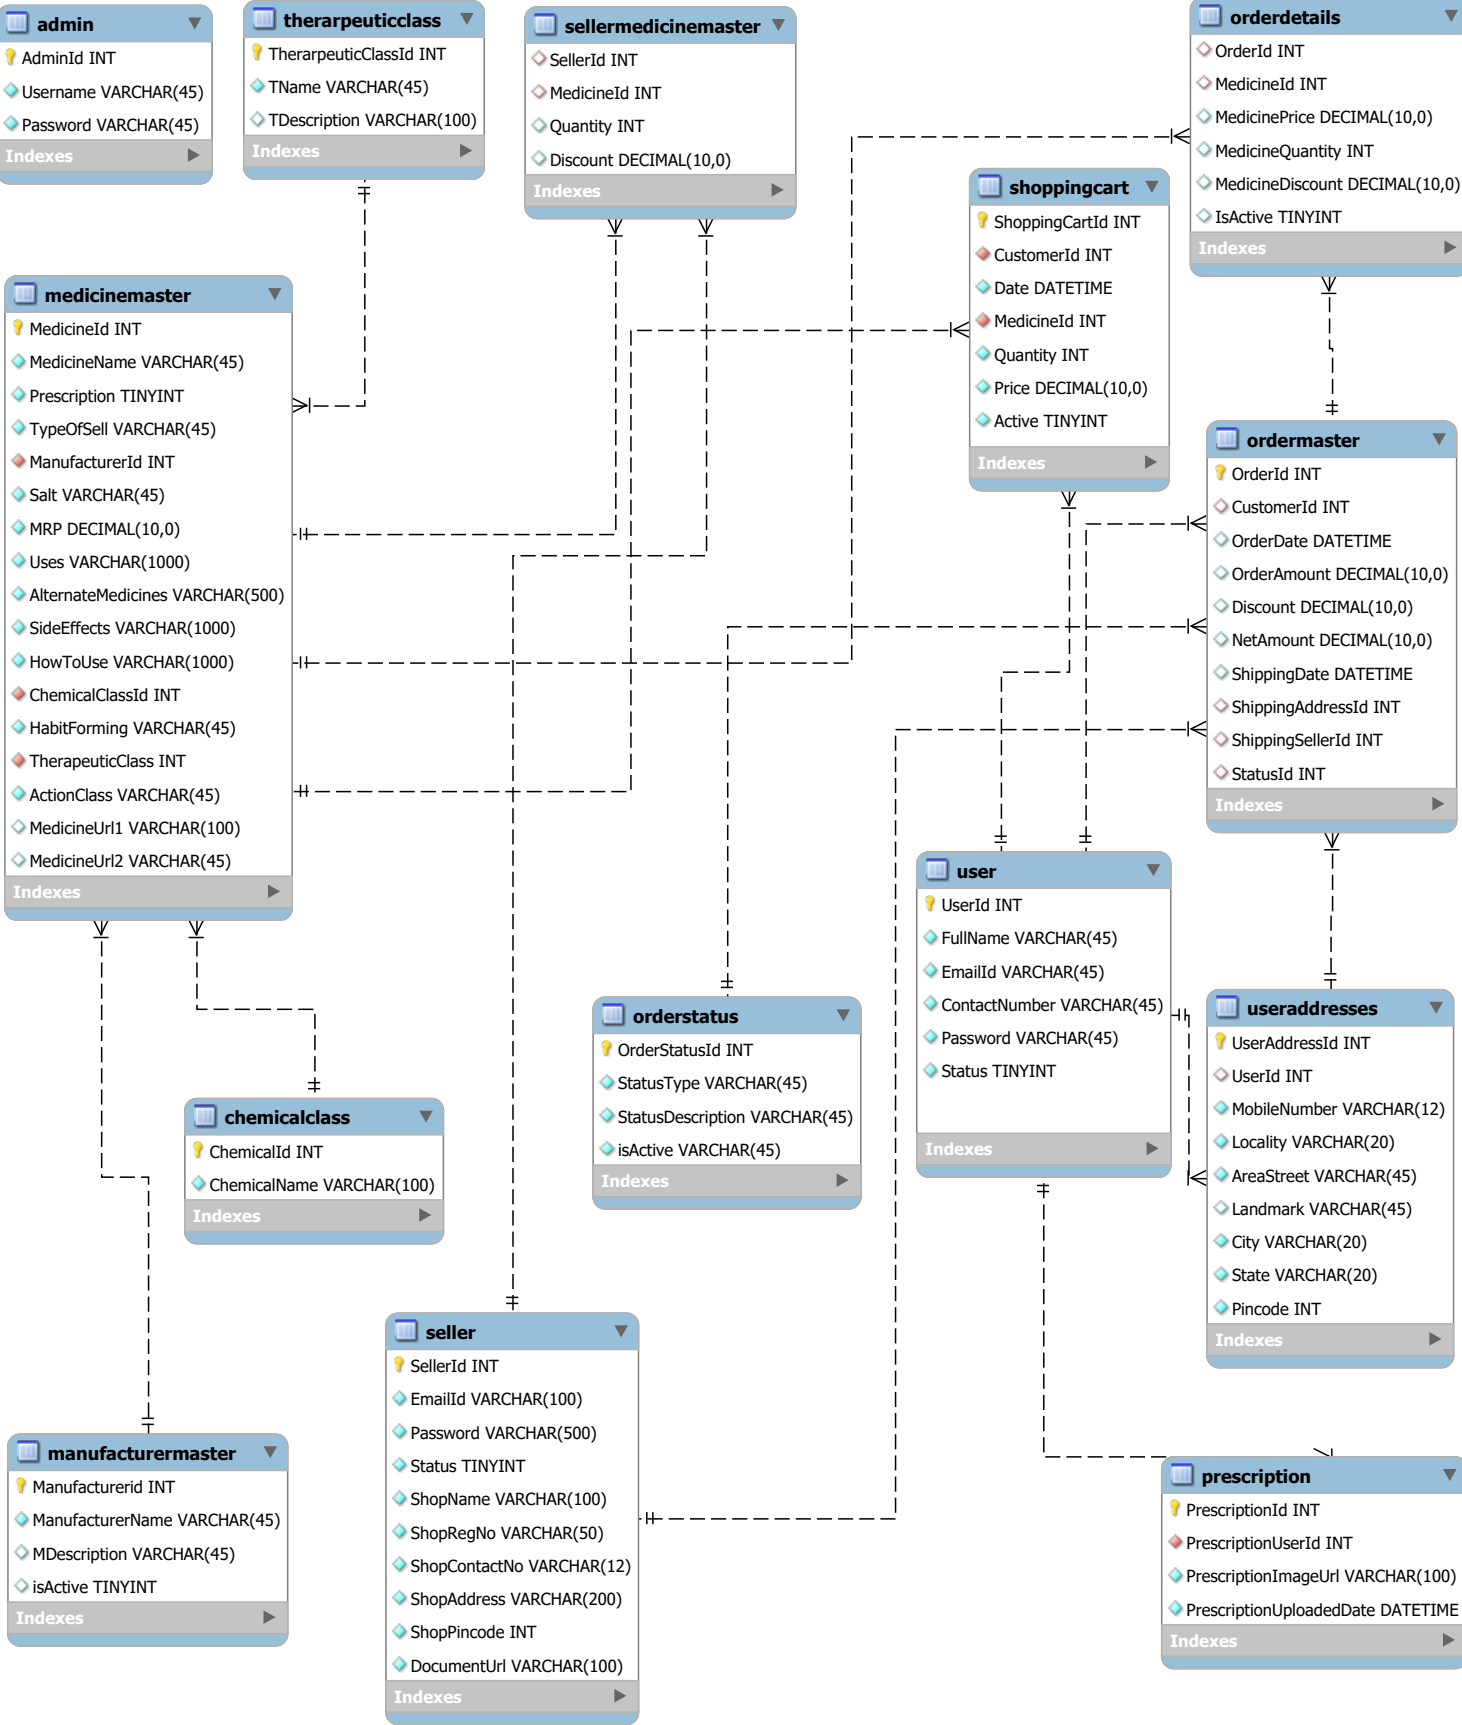 admin
AdminId INT
Username VARCHAR(45)
Password VARCHAR(45)
Indexes
therarpeuticclass
TherarpeuticClassId INT
TName VARCHAR(45)
TDescription VARCHAR(100)
Indexes
sellermedicinemaster
SellerId INT
MedicineId INT
Quantity INT
Discount DECIMAL(10,0)
Indexes
orderdetails
OrderId INT
MedicineId INT
MedicinePrice DECIMAL(10,0)
MedicineQuantity INT
MedicineDiscount DECIMAL(10,0)
IsActive TINYINT
Indexes
shoppingcart
ShoppingCartId INT
CustomerId INT
Date DATETIME
MedicineId INT
Quantity INT
Price DECIMAL(10,0)
Active TINYINT
Indexes
medicinemaster
MedicineId INT
MedicineName VARCHAR(45)
Prescription TINYINT
TypeOfSell VARCHAR(45)
ManufacturerId INT
Salt VARCHAR(45)
MRP DECIMAL(10,0)
Uses VARCHAR(1000)
AlternateMedicines VARCHAR(500)
SideEffects VARCHAR(1000)
HowToUse VARCHAR(1000)
ChemicalClassId INT
HabitForming VARCHAR(45)
TherapeuticClass INT
ActionClass VARCHAR(45)
MedicineUrl1 VARCHAR(100)
MedicineUrl2 VARCHAR(45)
Indexes
ordermaster
OrderId INT
CustomerId INT
OrderDate DATETIME
OrderAmount DECIMAL(10,0)
Discount DECIMAL(10,0)
NetAmount DECIMAL(10,0)
ShippingDate DATETIME
ShippingAddressId INT
ShippingSellerId INT
StatusId INT
Indexes
user
UserId INT
FullName VARCHAR(45)
EmailId VARCHAR(45)
ContactNumber VARCHAR(45)
Password VARCHAR(45)
Status TINYINT
Indexes
orderstatus
OrderStatusId INT
StatusType VARCHAR(45)
StatusDescription VARCHAR(45)
isActive VARCHAR(45)
Indexes
useraddresses
UserAddressId INT
UserId INT
MobileNumber VARCHAR(12)
Locality VARCHAR(20)
AreaStreet VARCHAR(45)
Landmark VARCHAR(45)
City VARCHAR(20)
State VARCHAR(20)
Pincode INT
Indexes
chemicalclass
ChemicalId INT
ChemicalName VARCHAR(100)
Indexes
seller
SellerId INT
EmailId VARCHAR(100)
Password VARCHAR(500)
Status TINYINT
ShopName VARCHAR(100)
ShopRegNo VARCHAR(50)
ShopContactNo VARCHAR(12)
ShopAddress VARCHAR(200)
ShopPincode INT
DocumentUrl VARCHAR(100)
Indexes
manufacturermaster
Manufacturerid INT
ManufacturerName VARCHAR(45)
MDescription VARCHAR(45)
isActive TINYINT
Indexes
prescription
PrescriptionId INT
PrescriptionUserId INT
PrescriptionImageUrl VARCHAR(100)
PrescriptionUploadedDate DATETIME
Indexes